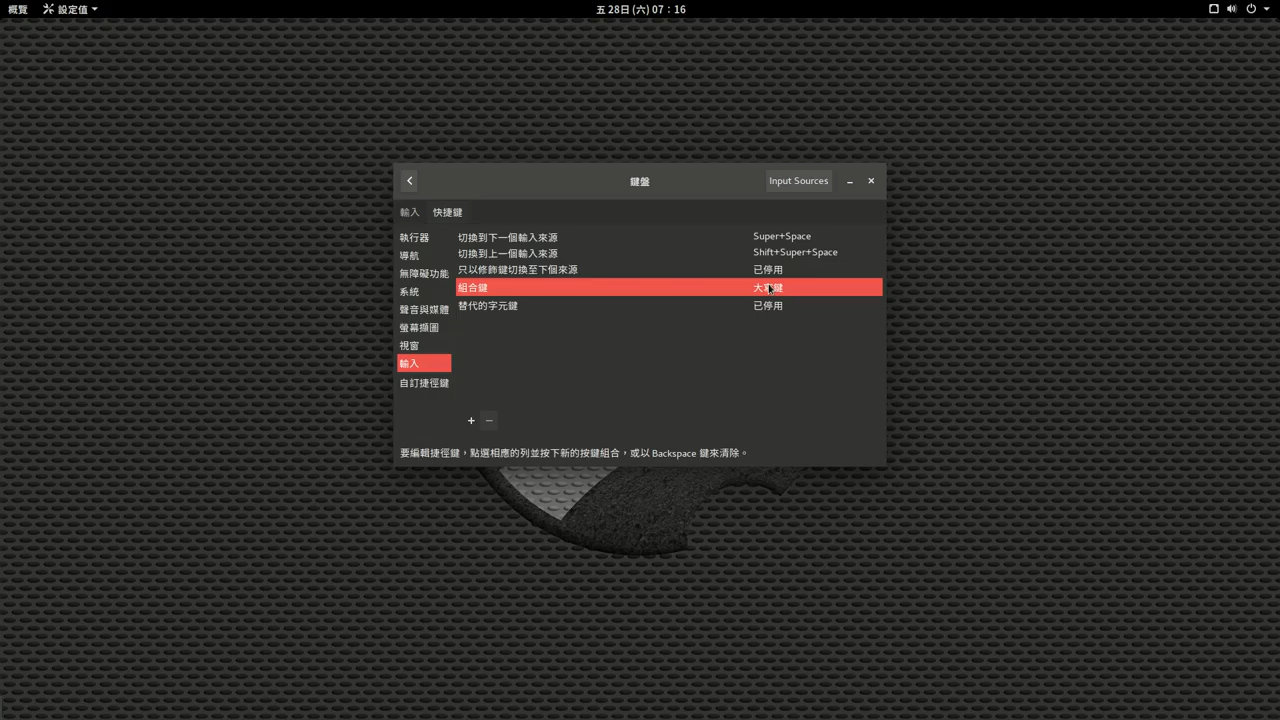 概覽 設定值 五 28日 (六) 07：16
鍵盤 Input Sources
輸入 快捷鍵
執行器
導航
無障礙功能
系統
聲音與媒體
螢幕擷圖
視窗
輸入
自訂捷徑鍵
切換到下一個輸入來源 Super+Space
切換到上一個輸入來源 Shift+Super+Space
只以修飾鍵切換至下個來源 已停用
組合鍵 大寫鍵
替代的字元鍵 已停用
要編輯捷徑鍵，點選相應的列並按下新的按鍵組合，或以 Backspace 鍵來清除。